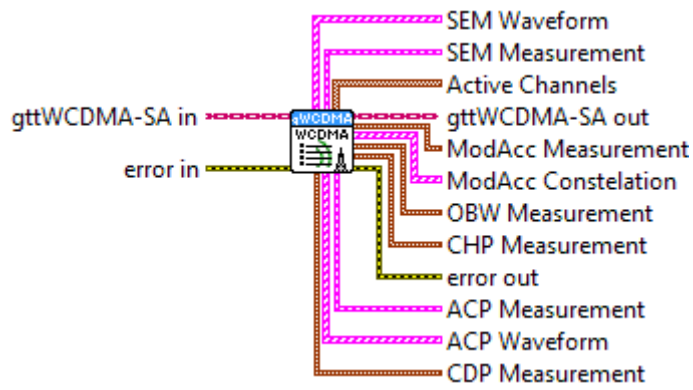 SEM Waveform
SEM Measurement
Active Channels
gttWCDMA-SA in
gttWCDMA-SA out
qWCDMA
WCDMA
ModAcc Measurement
error in
ModAcc Constelation
OBW Measurement
CHP Measurement
error out
ACP Measurement
ACP Waveform
CDP Measurement